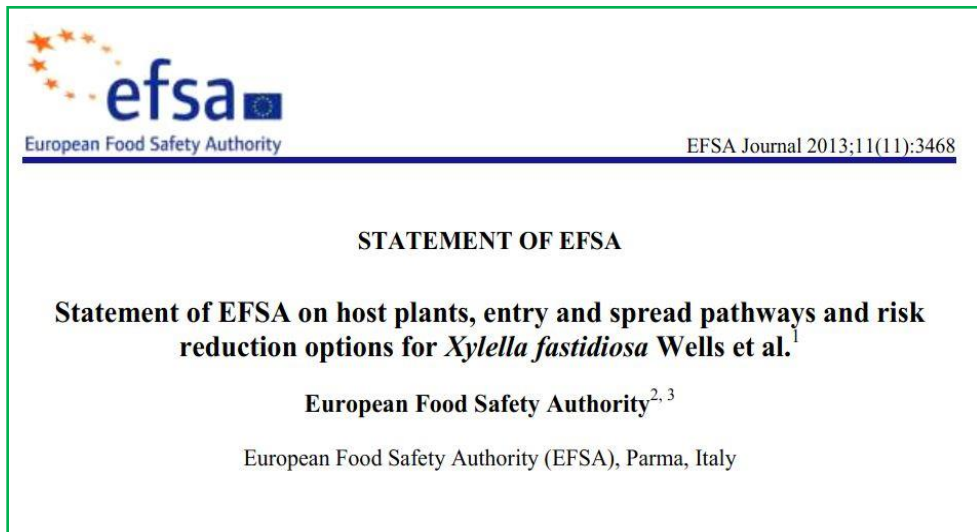 efsa
European Food Safety Authority
EFSA Journal 2013;11(11):3468
STATEMENT OF EFSA
Statement of EFSA on host plants, entry and spread pathways and risk
reduction options for Xylella fastidiosa Wells et al.1
European Food Safety Authority2, 3
European Food Safety Authority (EFSA), Parma, Italy